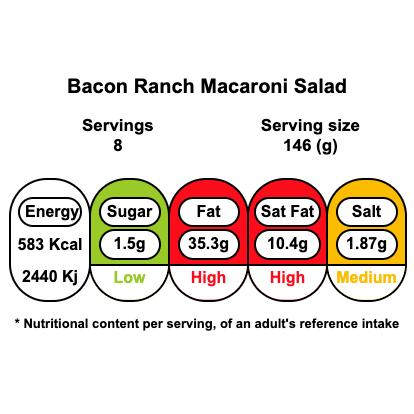 Bacon Ranch Macaroni Salad
Servings Serving size
8 146 (g)
Energy Sugar Fat Sat Fat Salt
583 Kcal 1.5g 35.3g 10.4g 1.87g
2440 Kj Low High High Medium
* Nutritional content per serving, of an adult's reference intake